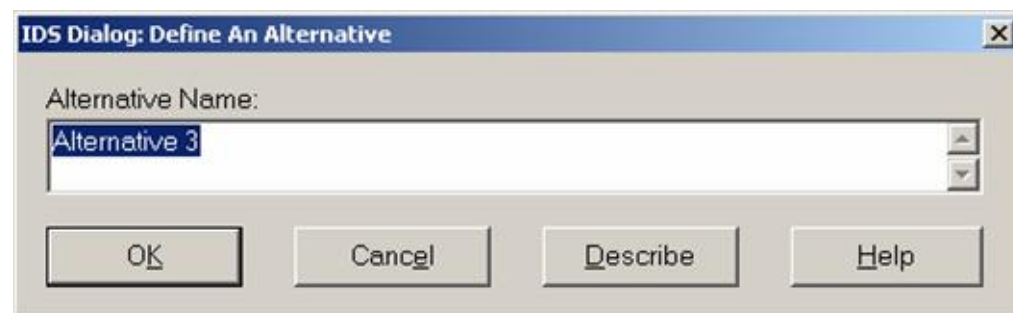 IDS Dialog: Define An Alternative
Alternative Name:
Alternative 3
OK Cancel Describe Help